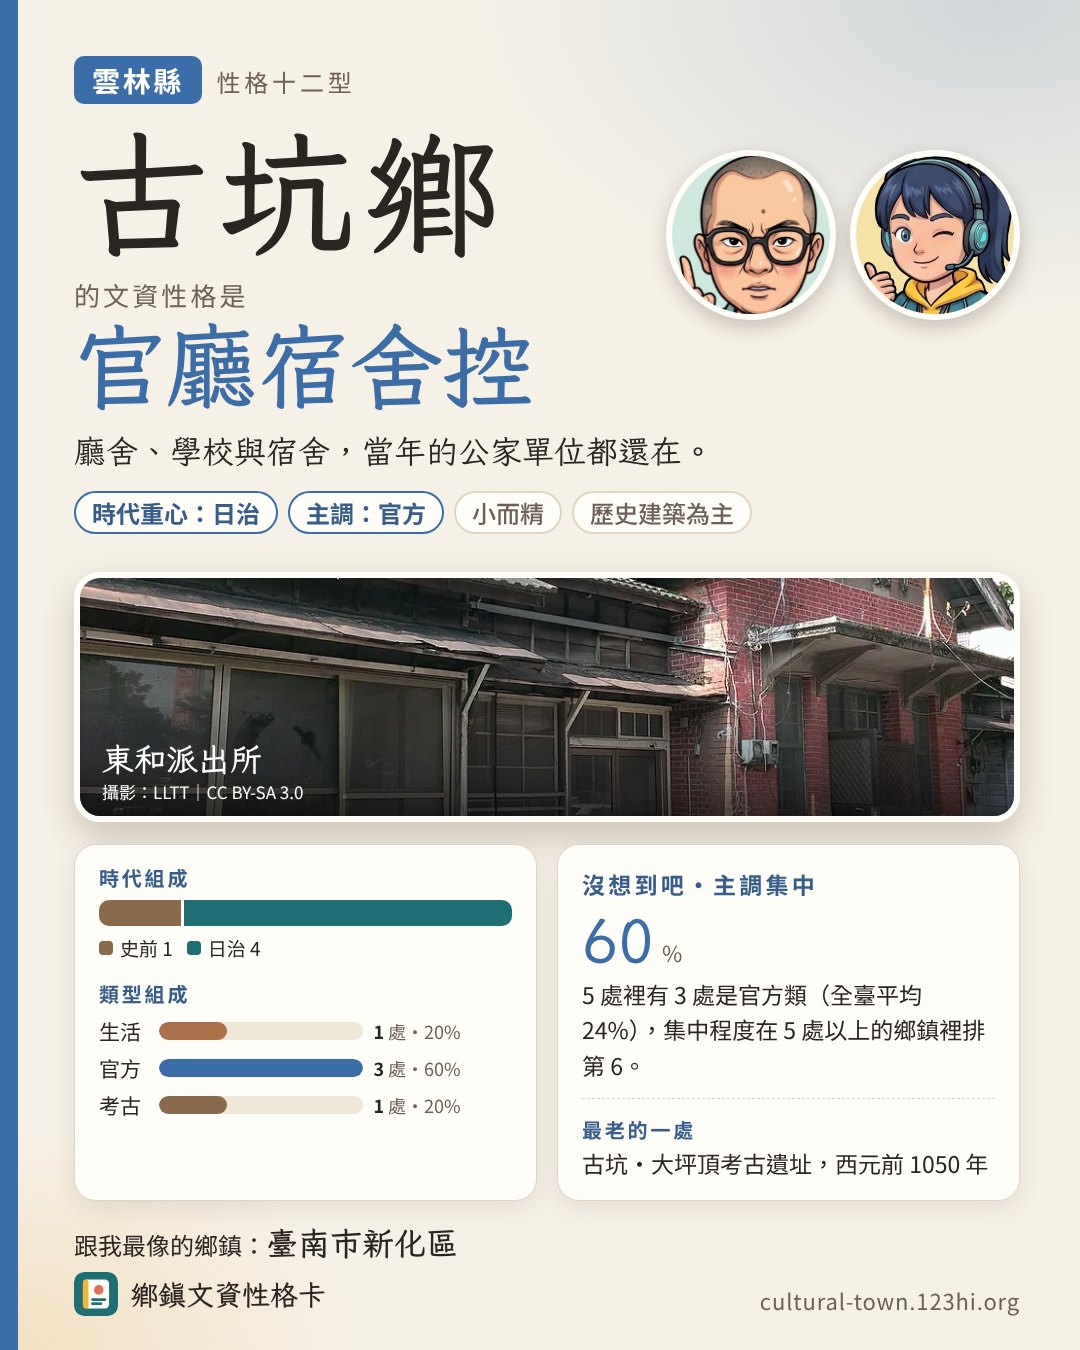 雲林縣 性格十二型
古坑鄉
的文資性格是
官廳宿舍控
廳舍、學校與宿舍，當年的公家單位都還在。
時代重心：日治 主調：官方 小而精 歷史建築為主
東和派出所
攝影：LLTT｜CC BY-SA 3.0
時代組成
史前 1 日治 4
類型組成
生活 1 處・20%
官方 3 處・60%
考古 1 處・20%
沒想到吧・主調集中
60 %
5 處裡有 3 處是官方類（全臺平均
24%），集中程度在 5 處以上的鄉鎮裡排
第 6。
最老的一處
古坑・大坪頂考古遺址，西元前 1050 年
跟我最像的鄉鎮：臺南市新化區
鄉鎮文資性格卡
cultural-town.123hi.org